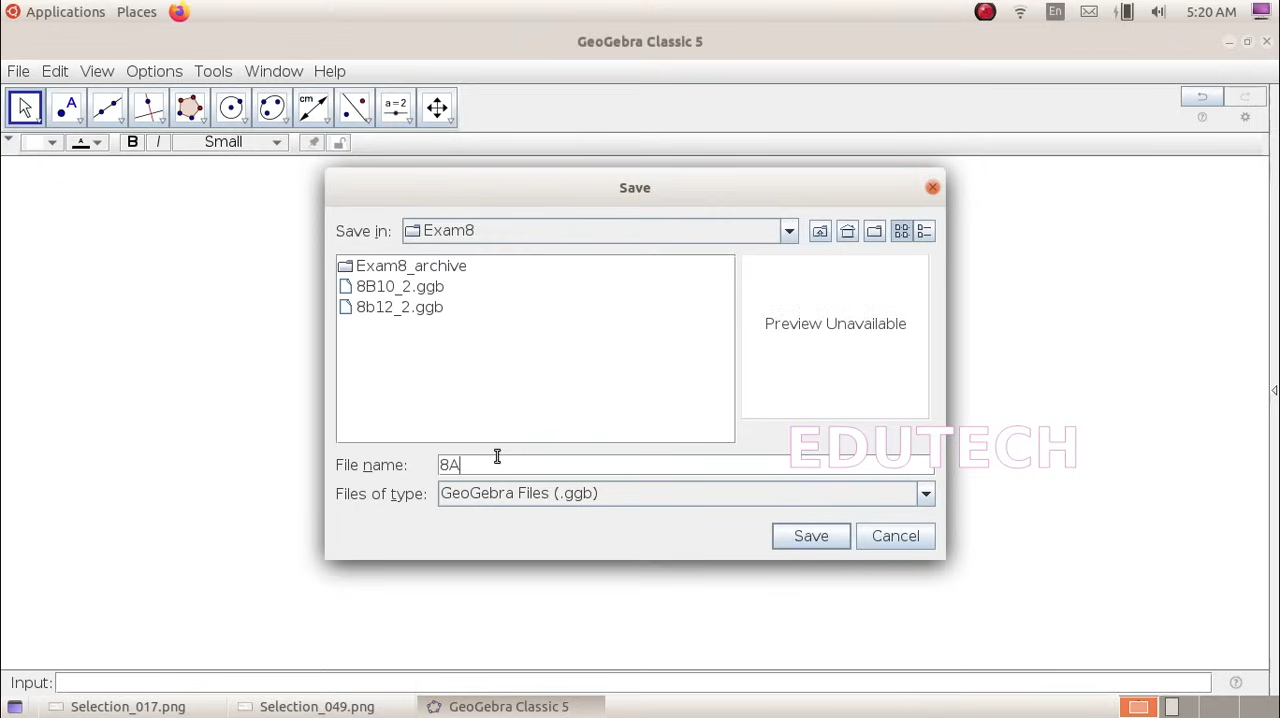 Applications Places En 5:20 AM
GeoGebra Classic 5
File Edit View Options Tools Window Help
A cm a=2
A B I Small
Save
Save in: Exam8
Exam8_archive
8B10_2.ggb
8b12_2.ggb
Preview Unavailable
EDUTECH
File name: 8A
Files of type: GeoGebra Files (.ggb)
Save Cancel
Input:
Selection_017.png Selection_049.png GeoGebra Classic 5